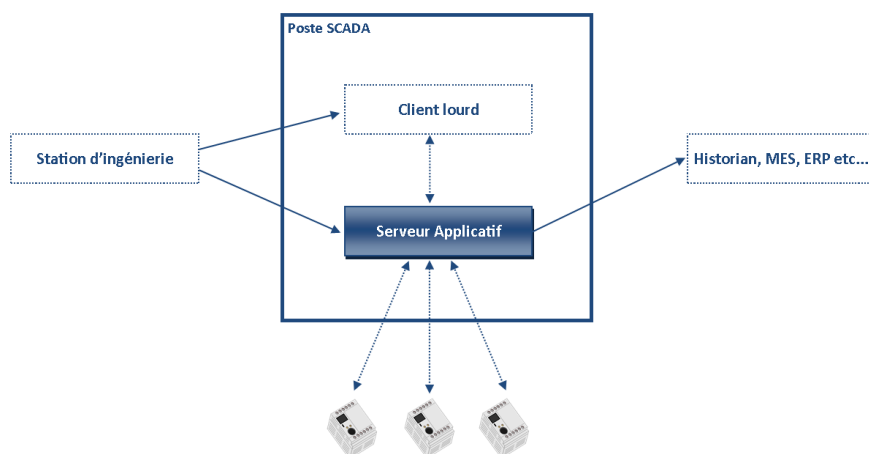 Poste SCADA
Client lourd
Station d'ingénierie
Historian, MES, ERP etc...
Serveur Applicatif